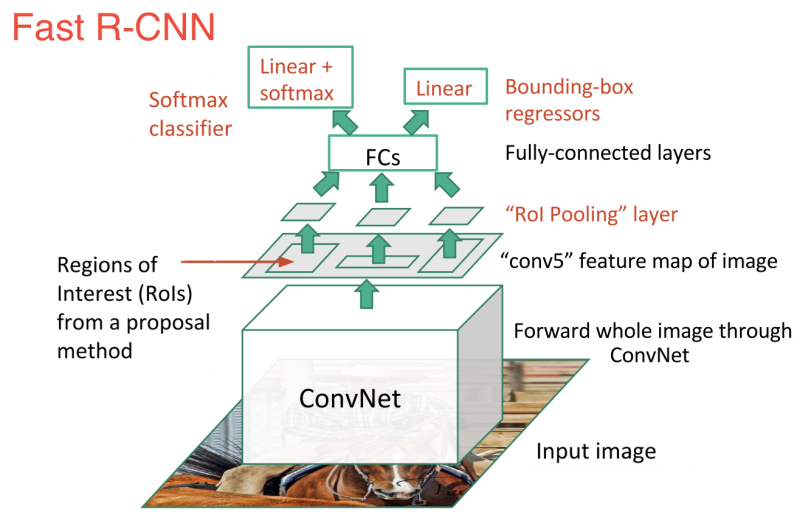 Fast R-CNN
Linear +
softmax
Linear
Softmax
classifier
Bounding-box
regressors
FCs
Fully-connected layers
“RoI Pooling” layer
“conv5” feature map of image
Regions of
Interest (RoIs)
from a proposal
method
Forward whole image through
ConvNet
ConvNet
Input image